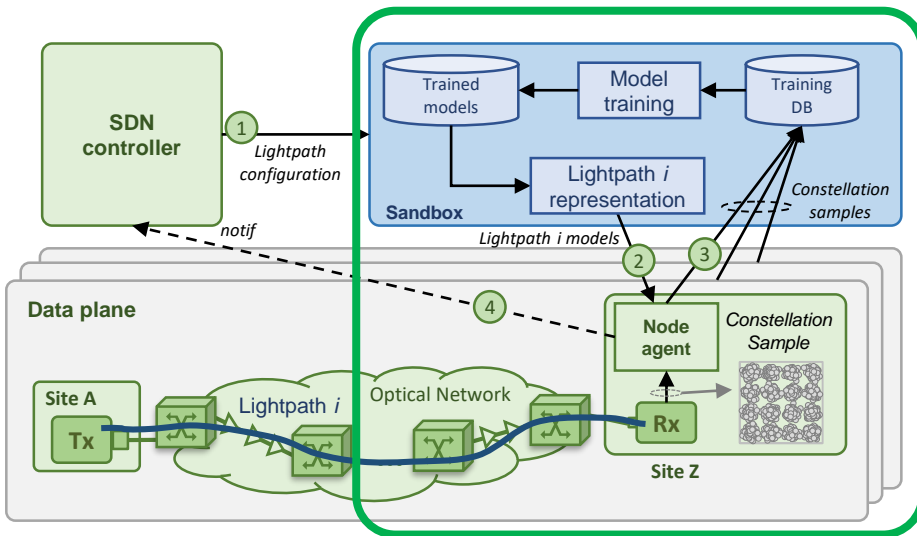 SDN
controller
1
Lightpath
configuration
Trained
models
Model
training
Training
DB
Lightpath i
representation
Sandbox
Constellation
samples
notif
Lightpath i models
2
3
4
Data plane
Node
agent
Constellation
Sample
Site A
Tx
Lightpath i
Optical Network
Rx
Site Z